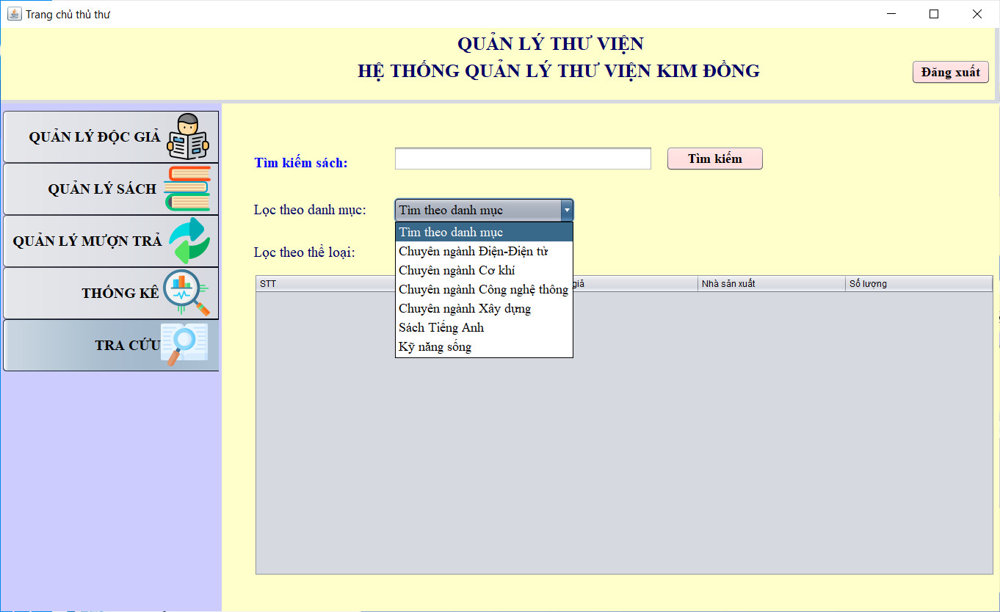 Trang chủ thủ thư
QUẢN LÝ THƯ VIỆN
HỆ THỐNG QUẢN LÝ THƯ VIỆN KIM ĐỒNG
Đăng xuất
QUẢN LÝ ĐỘC GIẢ
QUẢN LÝ SÁCH
QUẢN LÝ MƯỢN TRẢ
THỐNG KÊ
TRA CỨU
Tìm kiếm sách:
Tìm kiếm
Lọc theo danh mục:
Tìm theo danh mục
Tìm theo danh mục
Chuyên ngành Điện-Điện tử
Chuyên ngành Cơ khí
Chuyên ngành Công nghệ thông
Chuyên ngành Xây dựng
Sách Tiếng Anh
Kỹ năng sống
Lọc theo thể loại:
STT giả Nhà sản xuất Số lượng